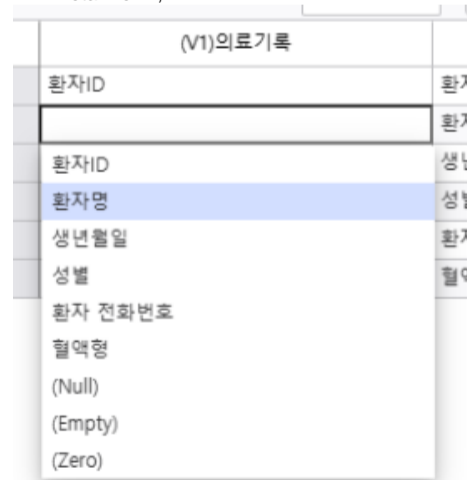 (V1)의료기록
환자ID
환자ID
환자명
생년월일
성별
환자 전화번호
혈액형
(Null)
(Empty)
(Zero)